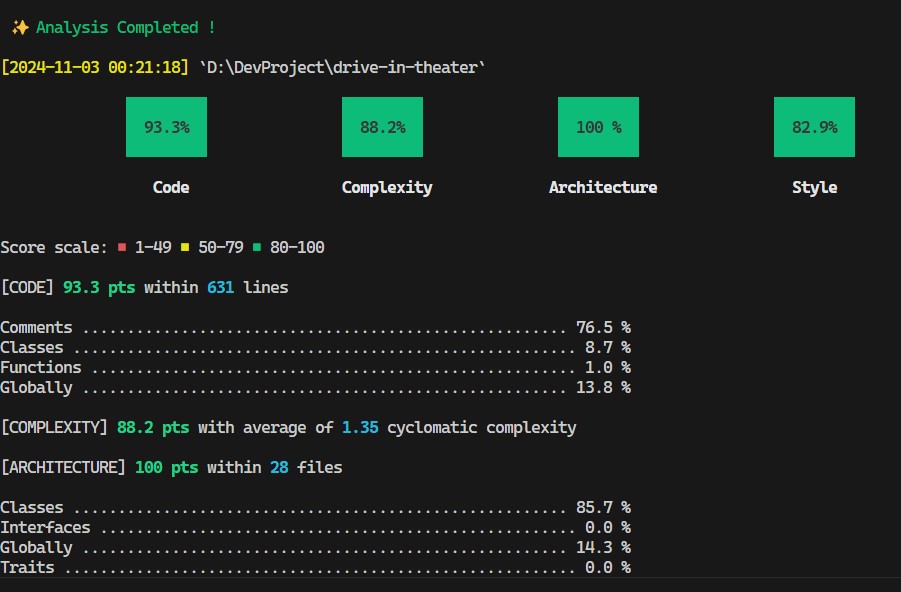 ✨ Analysis Completed !
[2024-11-03 00:21:18] `D:\DevProject\drive-in-theater`
93.3% 88.2% 100 % 82.9%
Code Complexity Architecture Style
Score scale: ■ 1-49 ■ 50-79 ■ 80-100
[CODE] 93.3 pts within 631 lines
Comments ...................................................... 76.5 %
Classes ........................................................ 8.7 %
Functions ...................................................... 1.0 %
Globally ...................................................... 13.8 %
[COMPLEXITY] 88.2 pts with average of 1.35 cyclomatic complexity
[ARCHITECTURE] 100 pts within 28 files
Classes ....................................................... 85.7 %
Interfaces ..................................................... 0.0 %
Globally ...................................................... 14.3 %
Traits ......................................................... 0.0 %